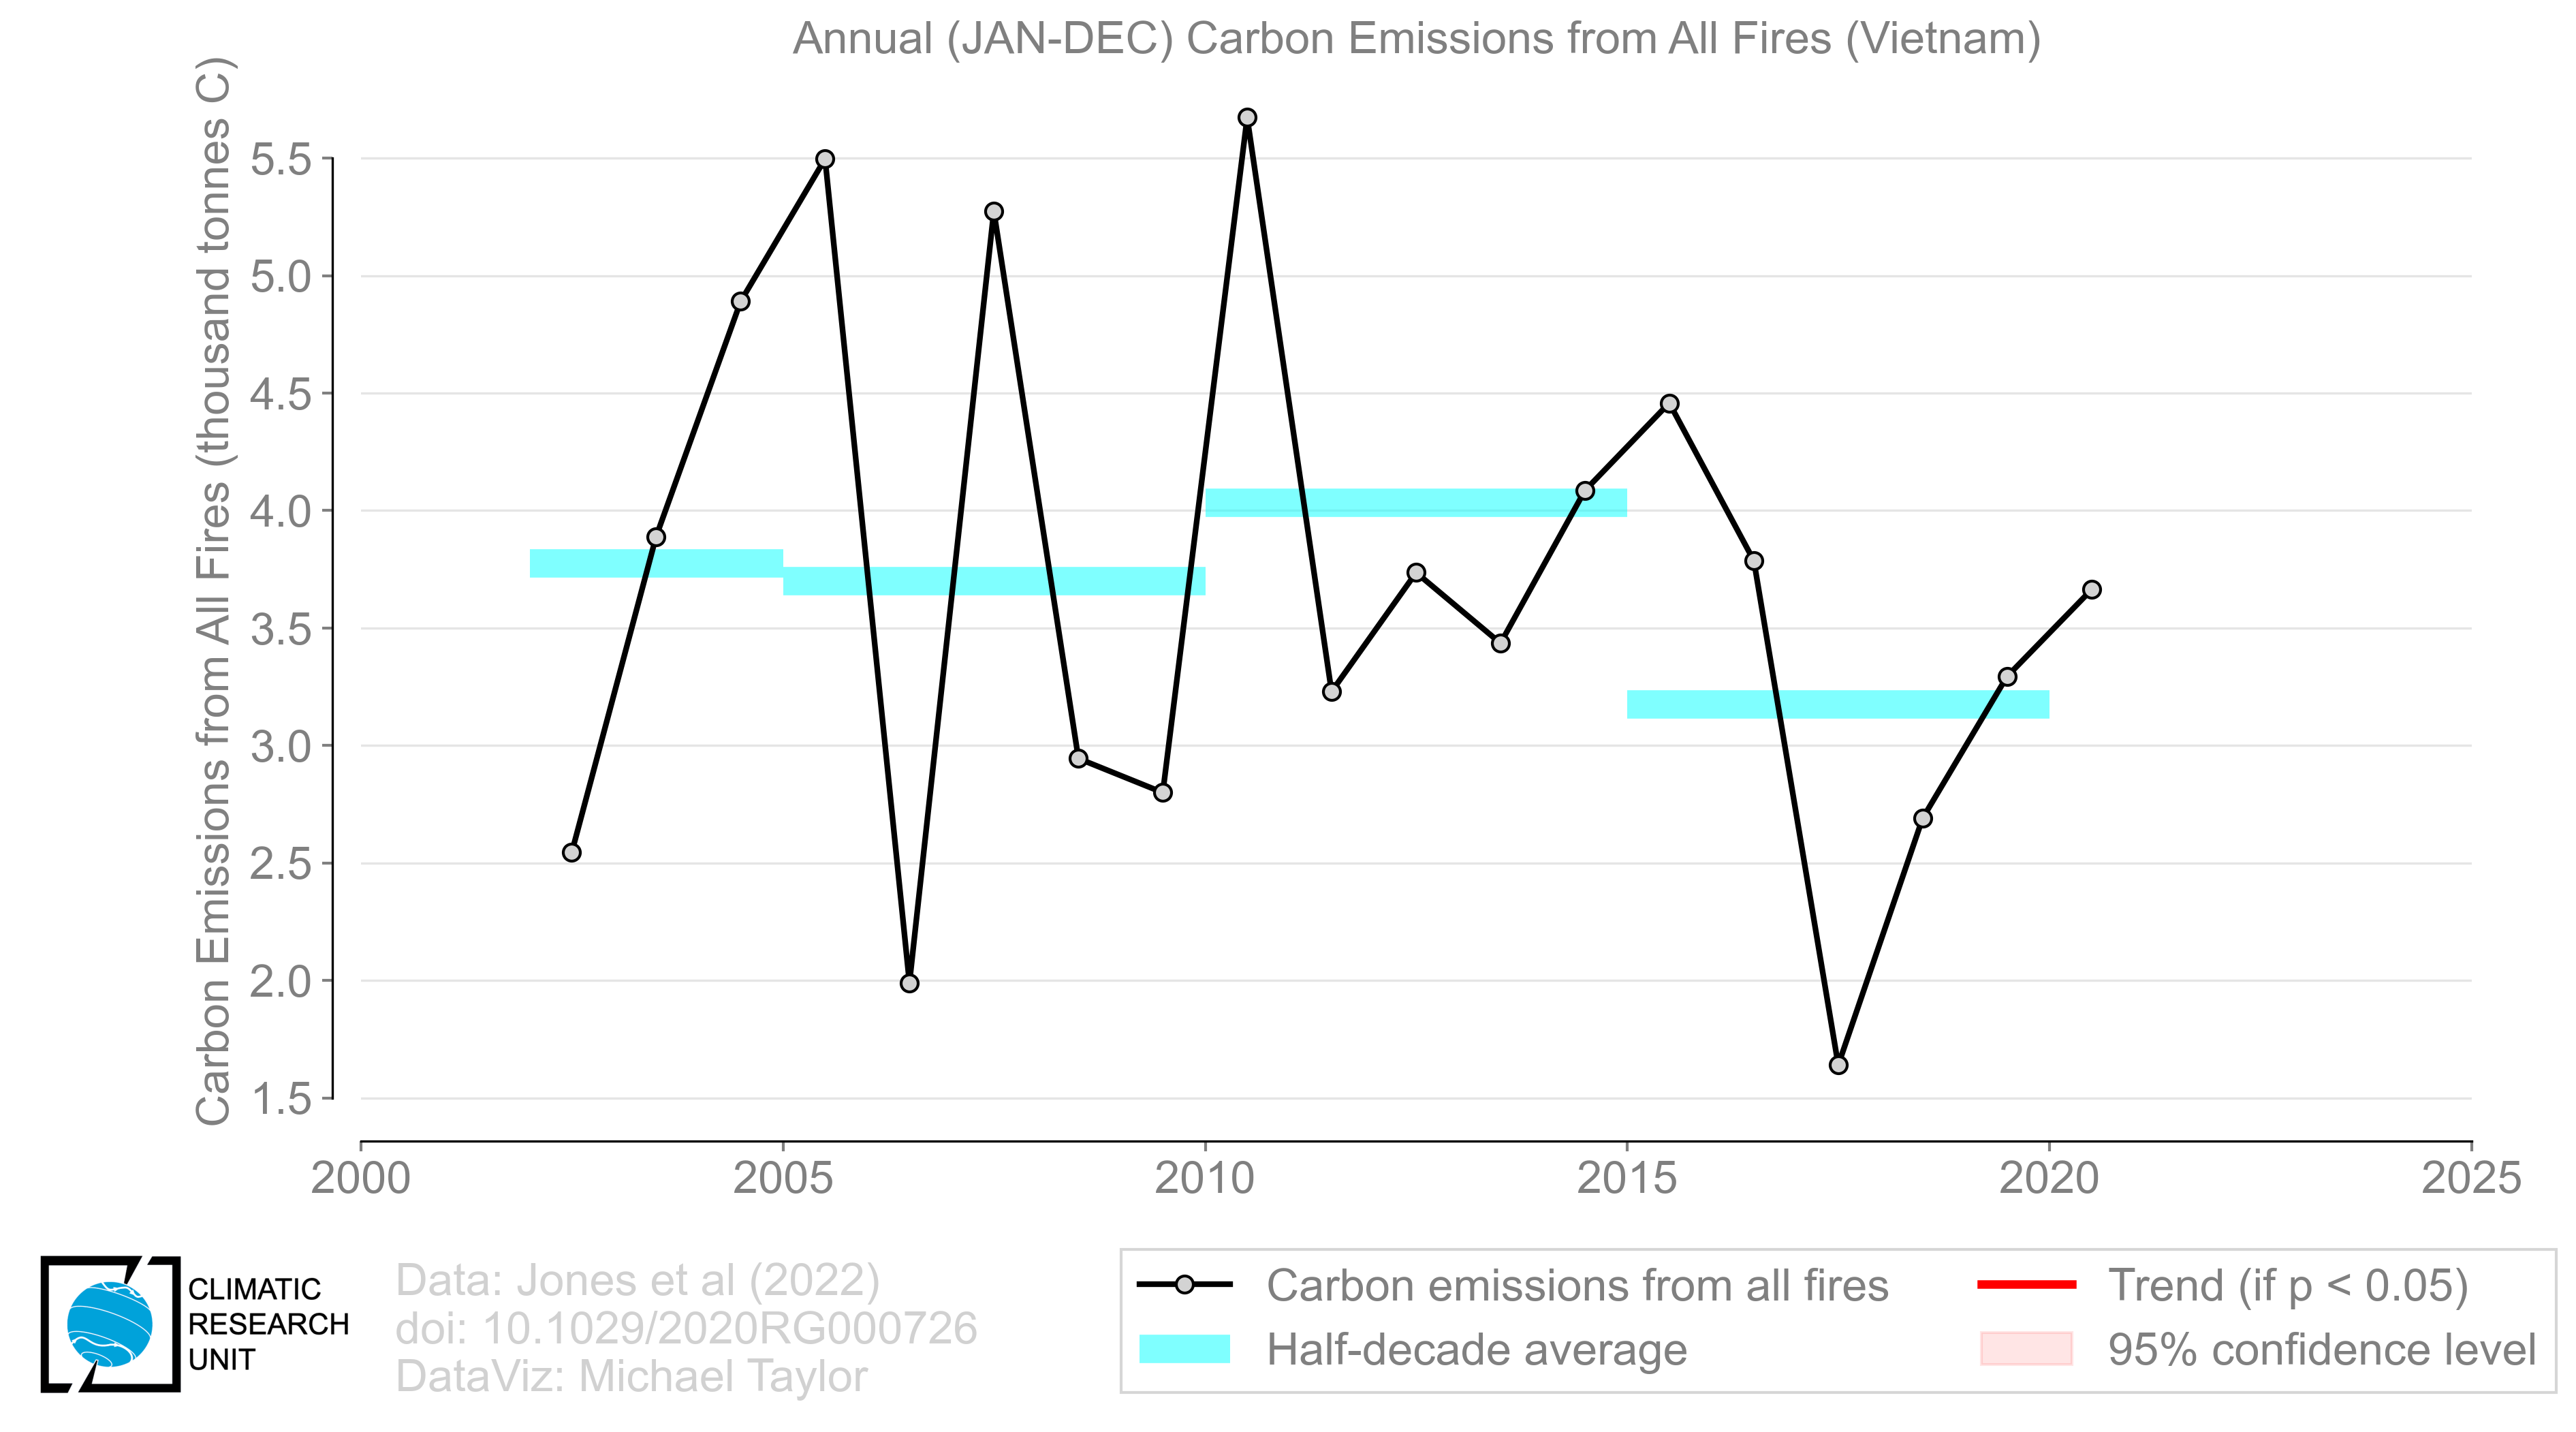 Annual (JAN-DEC) Carbon Emissions from All Fires (Vietnam)
Carbon Emissions from All Fires (thousand tonnes C)
5.5
5.0
4.5
4.0
3.5
3.0
2.5
2.0
1.5
2000 2005 2010 2015 2020 2025
CLIMATIC
RESEARCH
UNIT
Data: Jones et al (2022)
doi: 10.1029/2020RG000726
DataViz: Michael Taylor
Carbon emissions from all fires
Half-decade average
Trend (if p < 0.05)
95% confidence level